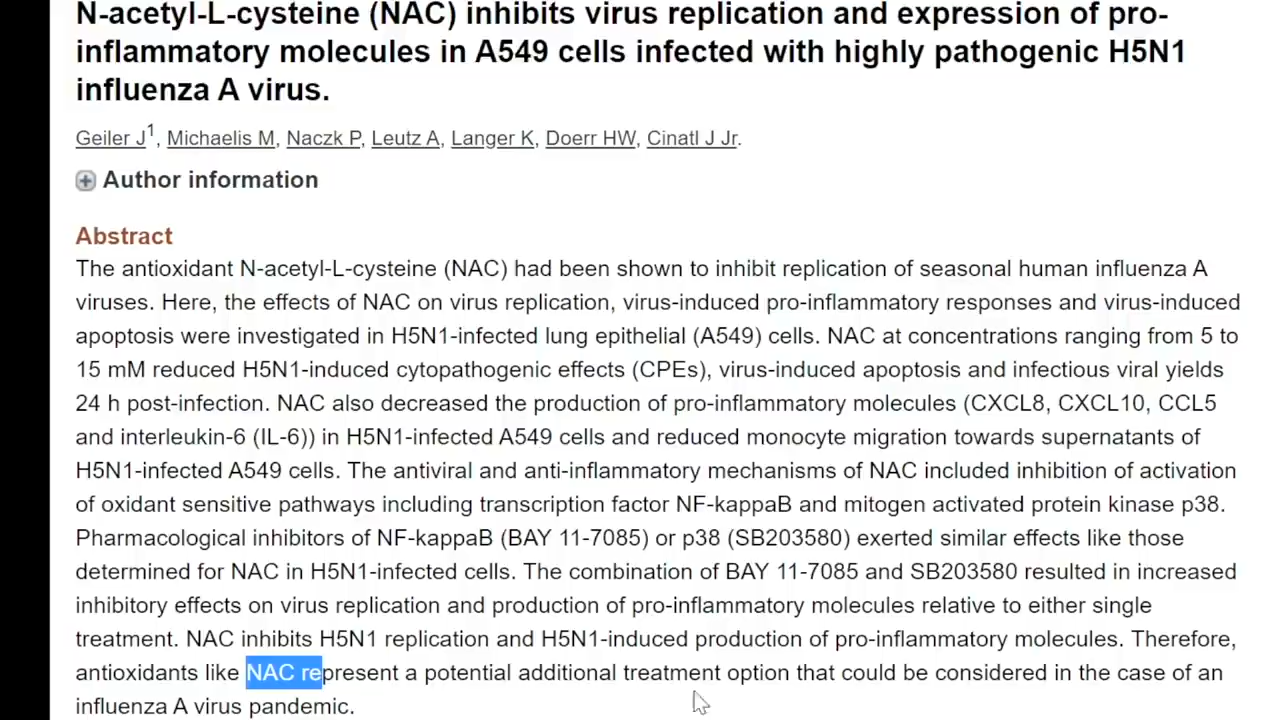 N-acetyl-L-cysteine (NAC) inhibits virus replication and expression of pro-
inflammatory molecules in A549 cells infected with highly pathogenic H5N1
influenza A virus.
Geiler J1, Michaelis M, Naczk P, Leutz A, Langer K, Doerr HW, Cinatl J Jr.
Author information
Abstract
The antioxidant N-acetyl-L-cysteine (NAC) had been shown to inhibit replication of seasonal human influenza A
viruses. Here, the effects of NAC on virus replication, virus-induced pro-inflammatory responses and virus-induced
apoptosis were investigated in H5N1-infected lung epithelial (A549) cells. NAC at concentrations ranging from 5 to
15 mM reduced H5N1-induced cytopathogenic effects (CPEs), virus-induced apoptosis and infectious viral yields
24 h post-infection. NAC also decreased the production of pro-inflammatory molecules (CXCL8, CXCL10, CCL5
and interleukin-6 (IL-6)) in H5N1-infected A549 cells and reduced monocyte migration towards supernatants of
H5N1-infected A549 cells. The antiviral and anti-inflammatory mechanisms of NAC included inhibition of activation
of oxidant sensitive pathways including transcription factor NF-kappaB and mitogen activated protein kinase p38.
Pharmacological inhibitors of NF-kappaB (BAY 11-7085) or p38 (SB203580) exerted similar effects like those
determined for NAC in H5N1-infected cells. The combination of BAY 11-7085 and SB203580 resulted in increased
inhibitory effects on virus replication and production of pro-inflammatory molecules relative to either single
treatment. NAC inhibits H5N1 replication and H5N1-induced production of pro-inflammatory molecules. Therefore,
antioxidants like NAC represent a potential additional treatment option that could be considered in the case of an
influenza A virus pandemic.